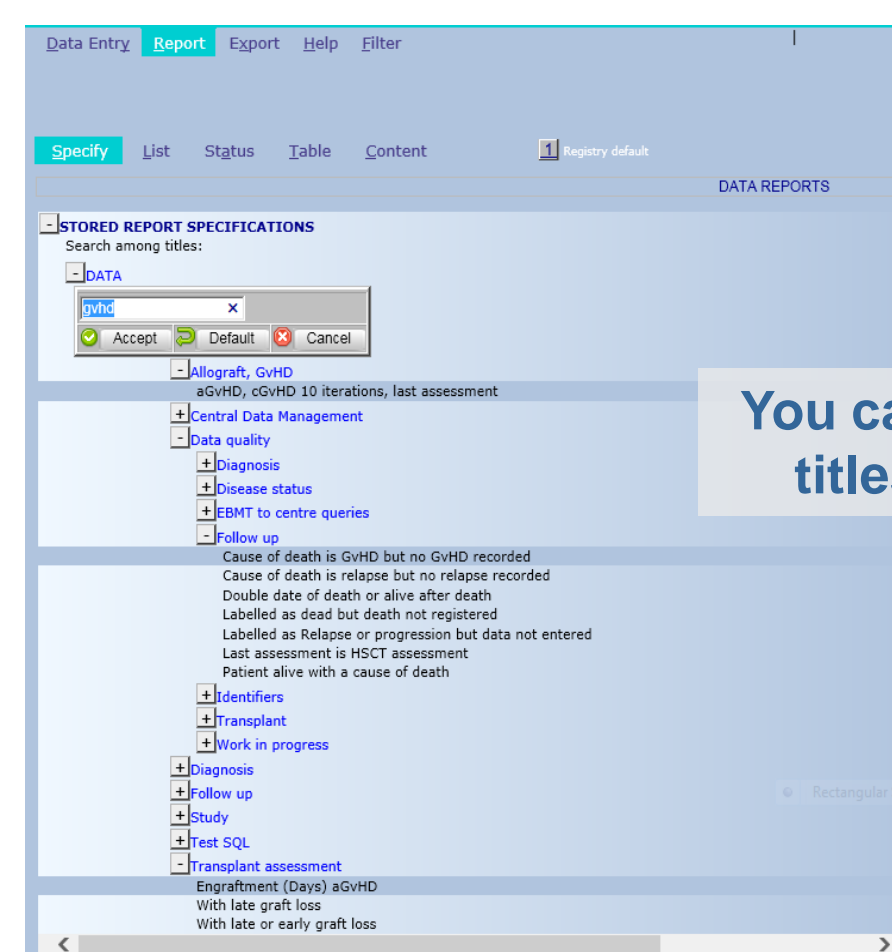 Data Entry Report Export Help Filter
Specify List Status Table Content 1 Registry default
DATA REPORTS
- STORED REPORT SPECIFICATIONS
Search among titles:
- DATA
gvhd ×
Accept Default Cancel
- Allograft, GvHD
aGvHD, cGvHD 10 iterations, last assessment
+ Central Data Management
- Data quality
+ Diagnosis
+ Disease status
+ EBMT to centre queries
- Follow up
Cause of death is GvHD but no GvHD recorded
Cause of death is relapse but no relapse recorded
Double date of death or alive after death
Labelled as dead but death not registered
Labelled as Relapse or progression but data not entered
Last assessment is HSCT assessment
Patient alive with a cause of death
+ Identifiers
+ Transplant
+ Work in progress
+ Diagnosis
+ Follow up
+ Study
+ Test SQL
- Transplant assessment
Engraftment (Days) aGvHD
With late graft loss
With late or early graft loss
You
Rectangular